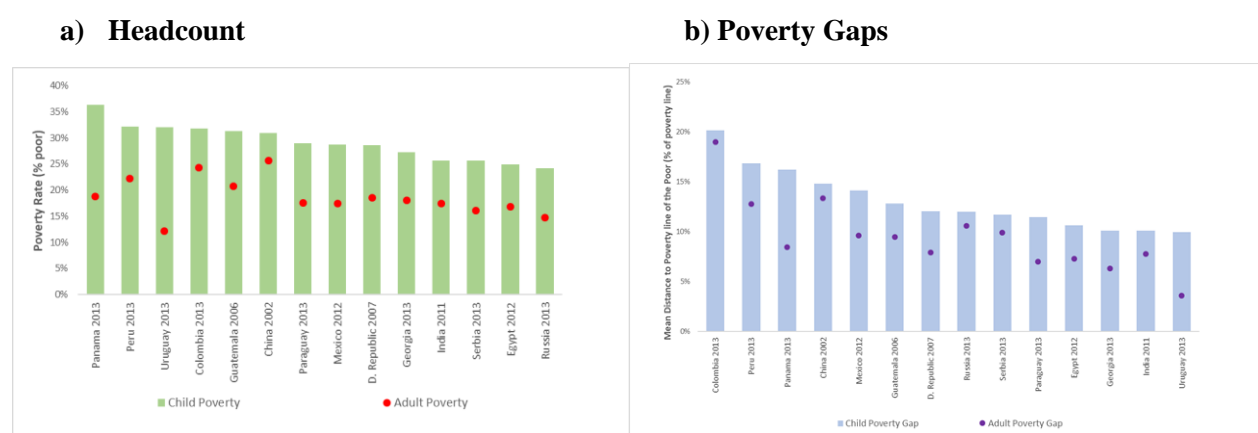 a) Headcount
b) Poverty Gaps
Poverty Rate (% poor)
40%
35%
30%
25%
20%
15%
10%
5%
0%
Panama 2013
Peru 2013
Uruguay 2013
Colombia 2013
Guatemala 2006
China 2002
Paraguay 2013
Mexico 2012
D. Republic 2007
Georgia 2013
India 2011
Serbia 2013
Egypt 2012
Russia 2013
Child Poverty
Adult Poverty
Mean Distance to Poverty line of the Poor (% of poverty line)
25%
20%
15%
10%
5%
0%
Colombia 2013
Peru 2013
Panama 2013
China 2002
Mexico 2012
Guatemala 2006
D. Republic 2007
Russia 2013
Serbia 2013
Paraguay 2013
Egypt 2012
Georgia 2013
India 2011
Uruguay 2013
Child Poverty Gap
Adult Poverty Gap